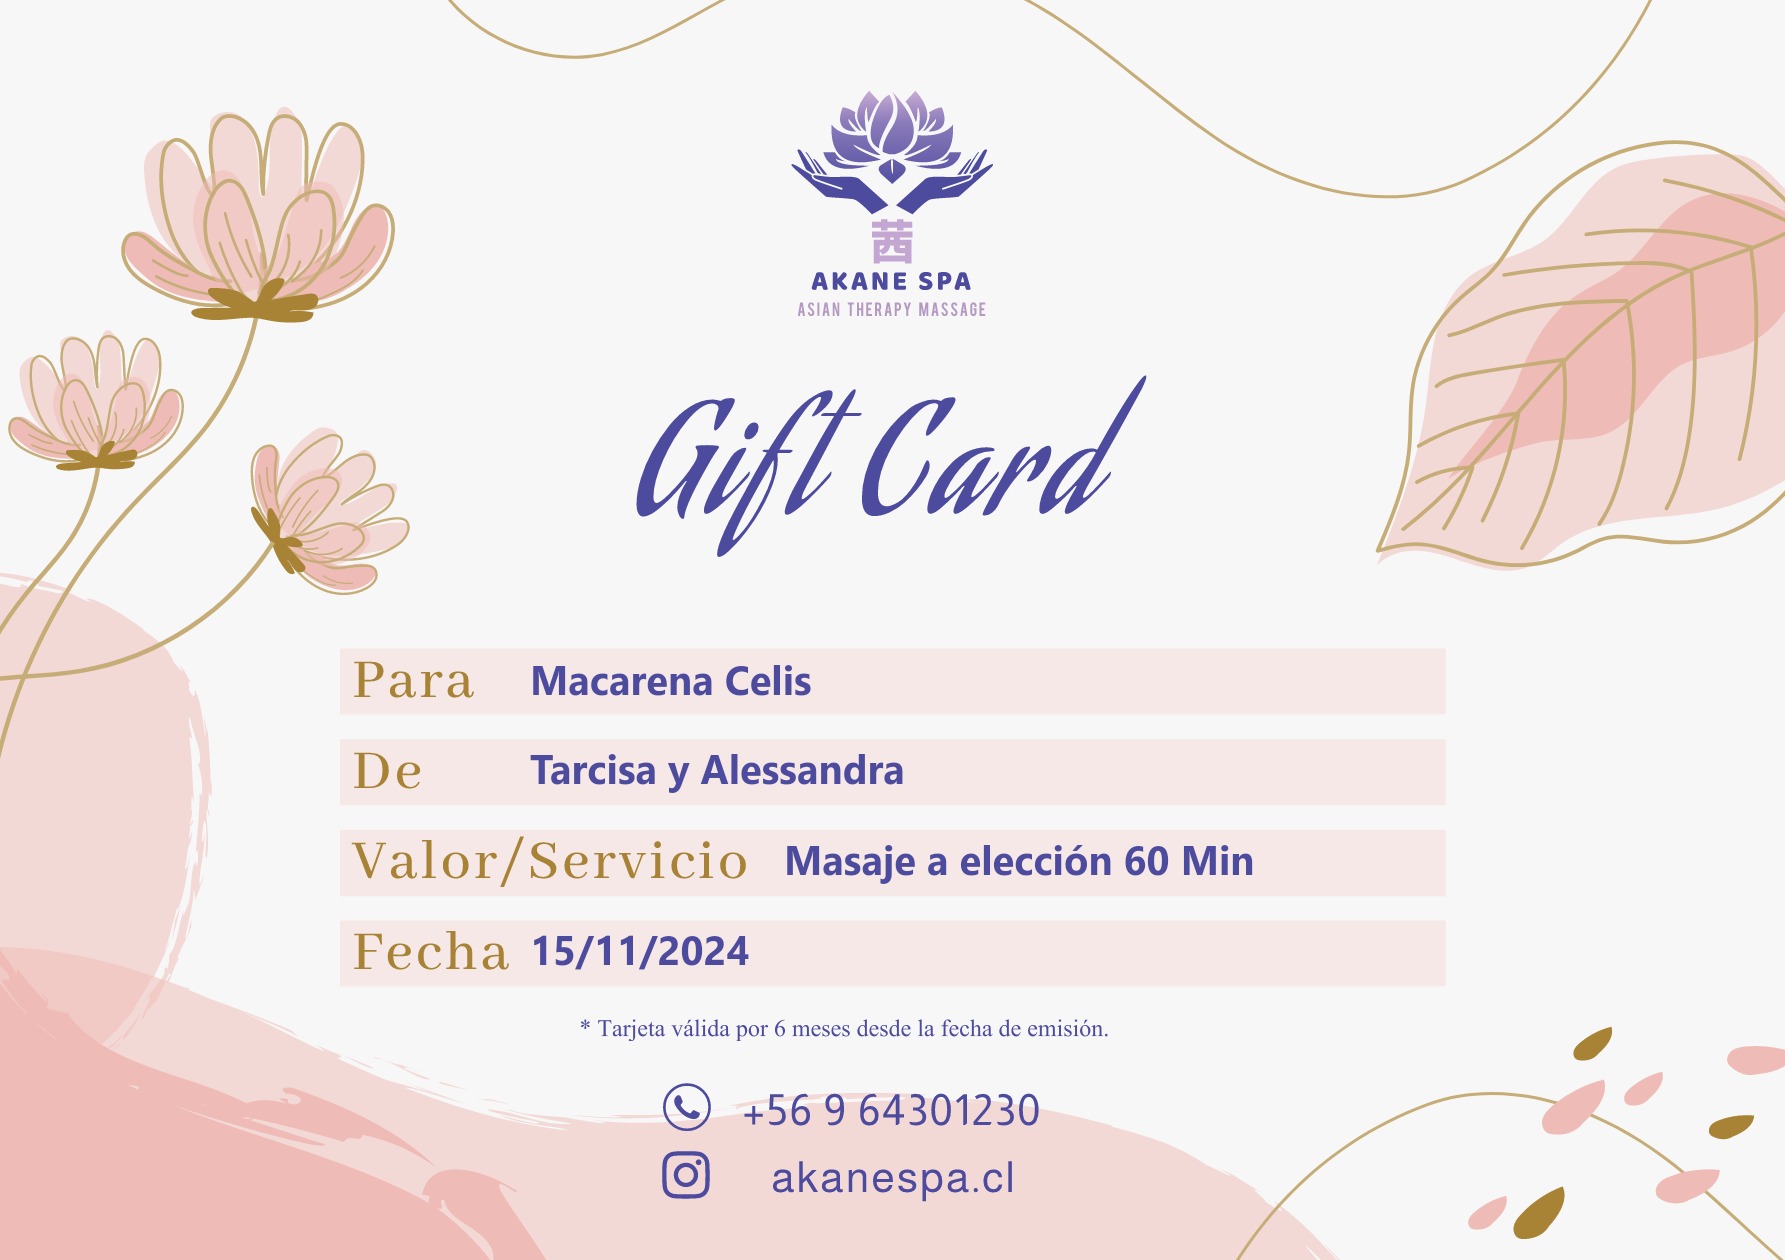 茜
AKANE SPA
ASIAN THERAPY MASSAGE
Gift Card
Para Macarena Celis
De Tarcisa y Alessandra
Valor/Servicio Masaje a elección 60 Min
Fecha 15/11/2024
* Tarjeta válida por 6 meses desde la fecha de emisión.
+56 9 64301230
akanespa.cl